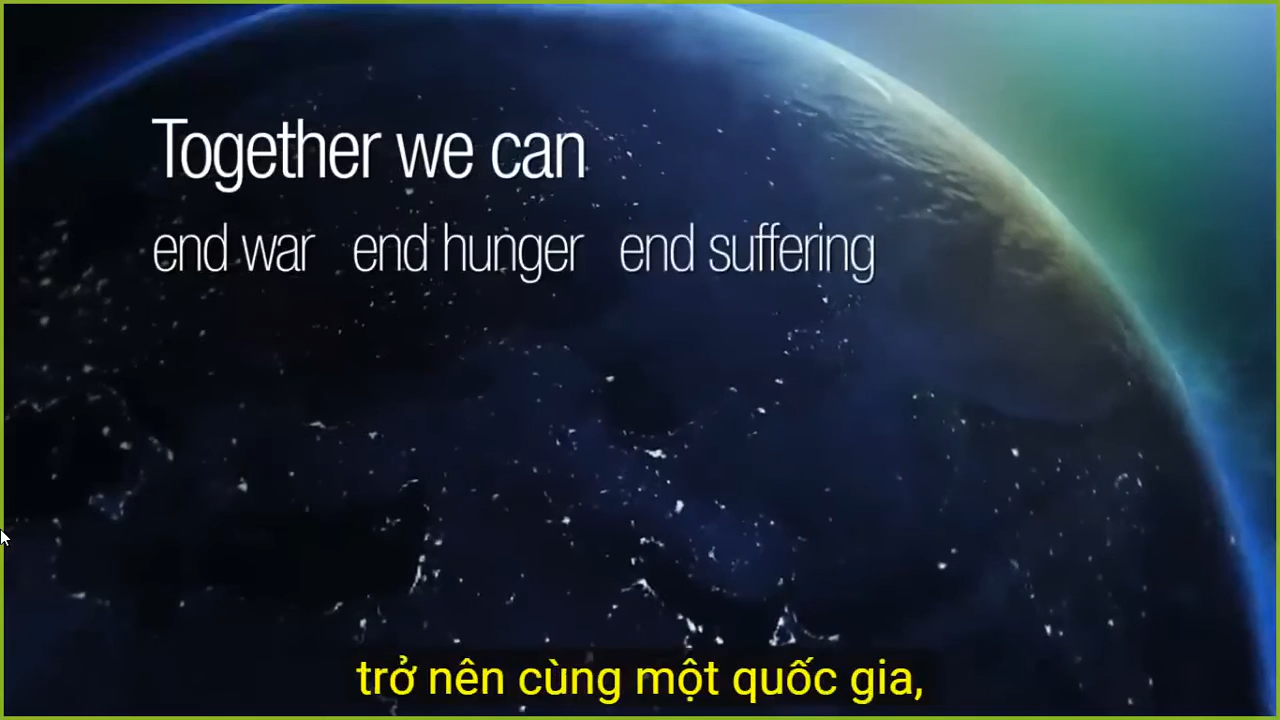 Together we can
end war end hunger end suffering
trở nên cùng một quốc gia,